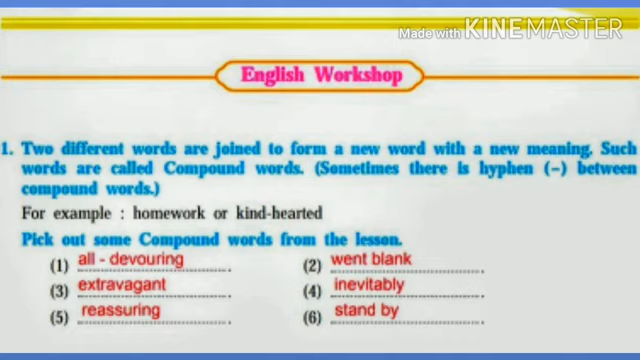 Made with KINEMASTER
English Workshop
1. Two different words are joined to form a new word with a new meaning. Such
words are called Compound words. (Sometimes there is hyphen (-) between
compound words.)
For example : homework or kind-hearted
Pick out some Compound words from the lesson.
(1) all - devouring (2) went blank
(3) extravagant (4) inevitably
(5) reassuring (6) stand by